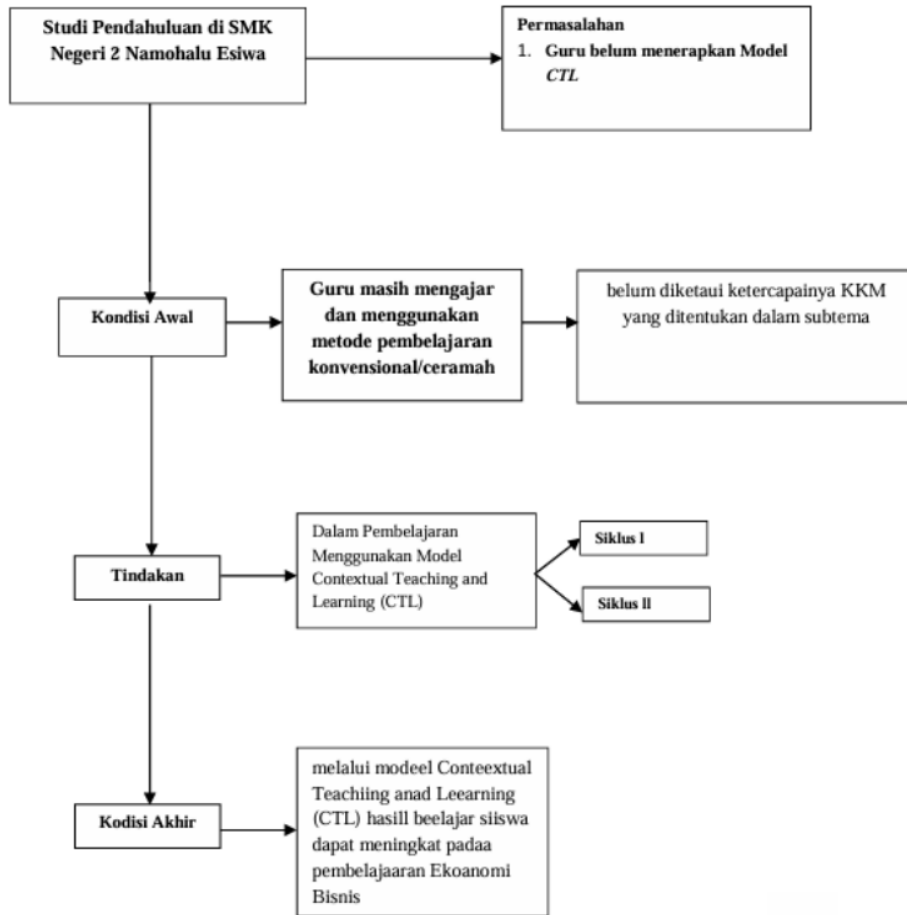 Studi Pendahuluan di SMK
Negeri 2 Namohalu Esiwa
Permasalahan
1. Guru belum menerapkan Model
CTL
Kondisi Awal
Guru masih mengajar
dan menggunakan
metode pembelajaran
konvensional/ceramah
belum diketaui ketercapainya KKM
yang ditentukan dalam subtema
Tindakan
Dalam Pembelajaran
Menggunakan Model
Contextual Teaching and
Learning (CTL)
Siklus I
Siklus II
Kodisi Akhir
melalui modeel Conteextual
Teachiing anad Leearning
(CTL) hasill beelajar siiswa
dapat meningkat padaa
pembelajaaran Ekoanomi
Bisnis